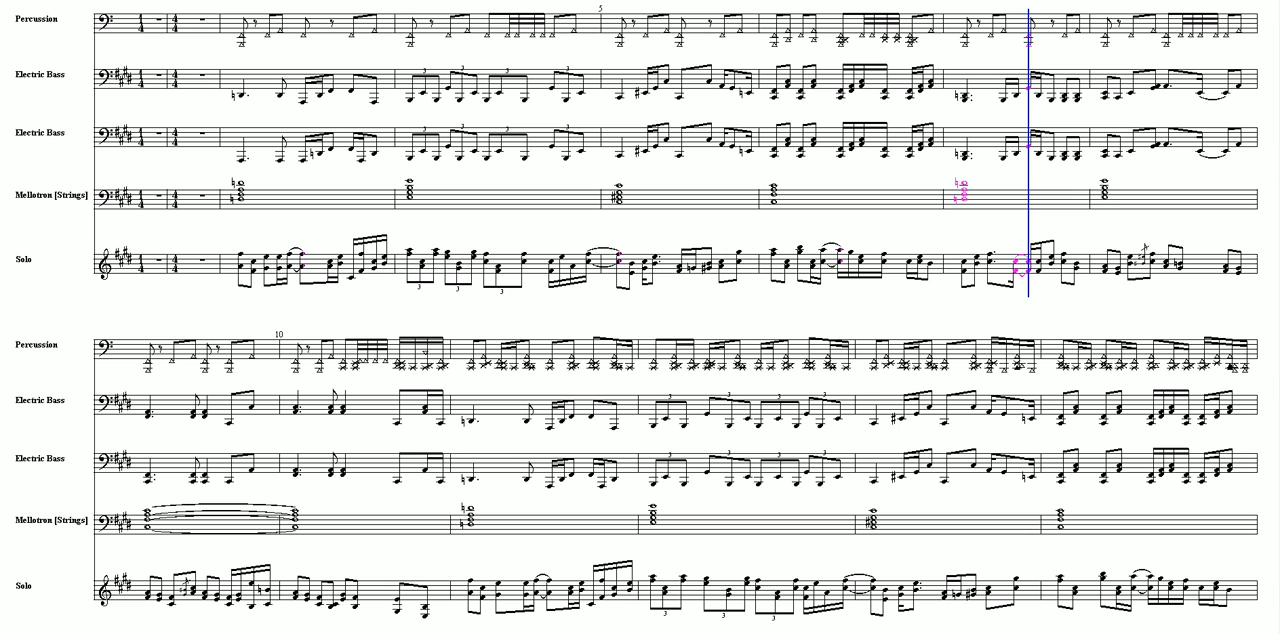 5
Percussion
Electric Bass
Electric Bass
Mellotron [Strings]
Solo
10
Percussion
Electric Bass
Electric Bass
Mellotron [Strings]
Solo